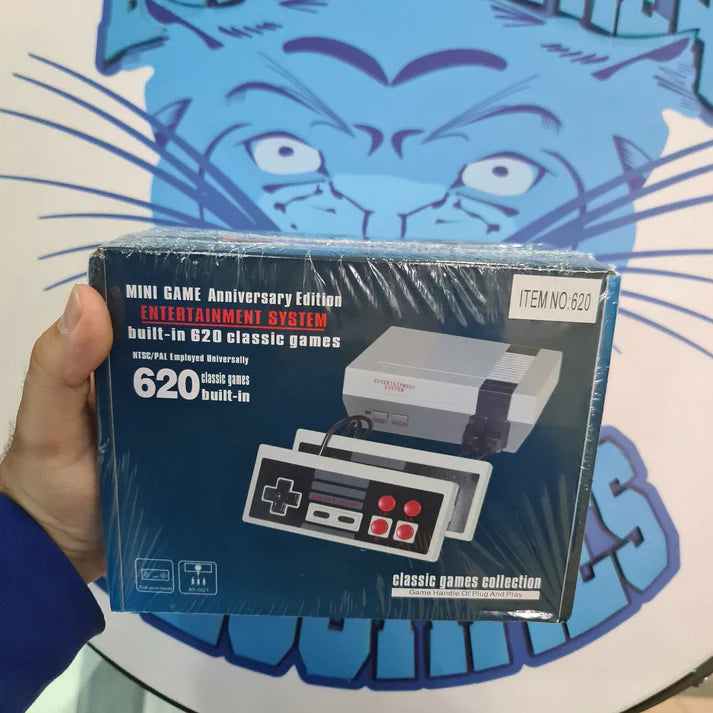 MINI GAME Anniversary Edition
ENTERTAINMENT SYSTEM
built-in 620 classic games
NTSC/PAL Employed Universally
620 classic games
built-in
ITEM NO:620
ENTERTAINMENT
SYSTEM
AV-OUT
classic games collection
Game Handle Of Plug And Play